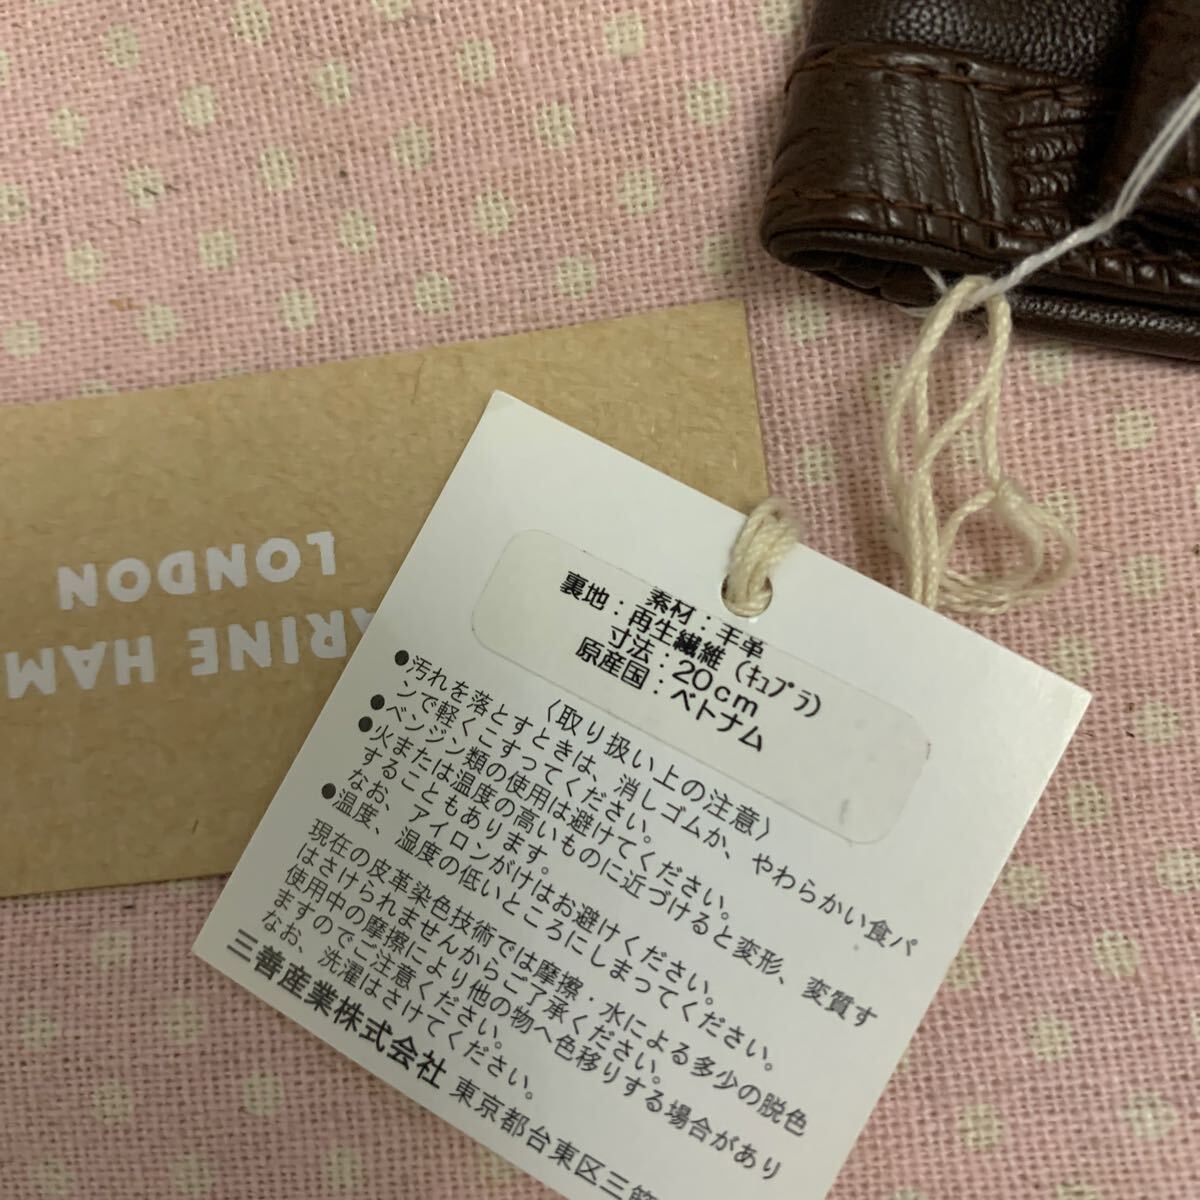 ARINE HAM
LONDON
素材：羊革
裏地：再生繊維（ｷｭﾌﾟﾗ）
寸法：20cm
原産国：ベトナム
〈取り扱い上の注意〉
●汚れを落とすときは、消しゴムか、やわらかい食パ
ンで軽くこすってください。
●ベンジン類の使用は避けてください。
●火または温度の高いものに近づけると変形、変質す
することもあります。
なお、アイロンがけはお避けください。
●温度、湿度の低いところにしまってください。
現在の皮革染色技術では摩擦・水による多少の脱色
はさけられませんからご了承ください。
使用中の摩擦により他の物へ色移りする場合があり
ますのでご注意ください。
なお、洗濯はさけてください。
三善産業株式会社 東京都台東区三筋